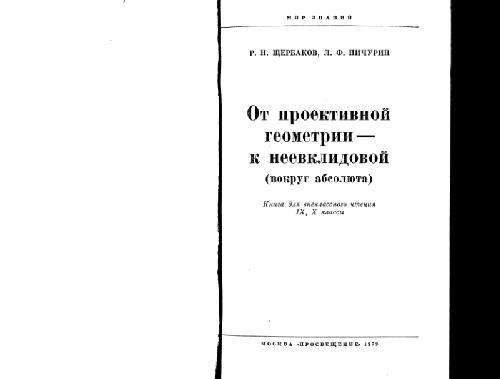 МИР ЗНАНИЙ
Р. Н. ЩЕРБАКОВ, Л. Ф. ПИЧУРИН
От проективной
геометрии —
к неевклидовой
(вокруг абсолюта)
Книга для внеклассного чтения
IX, X классы
МОСКВА «ПРОСВЕЩЕНИЕ» 1979